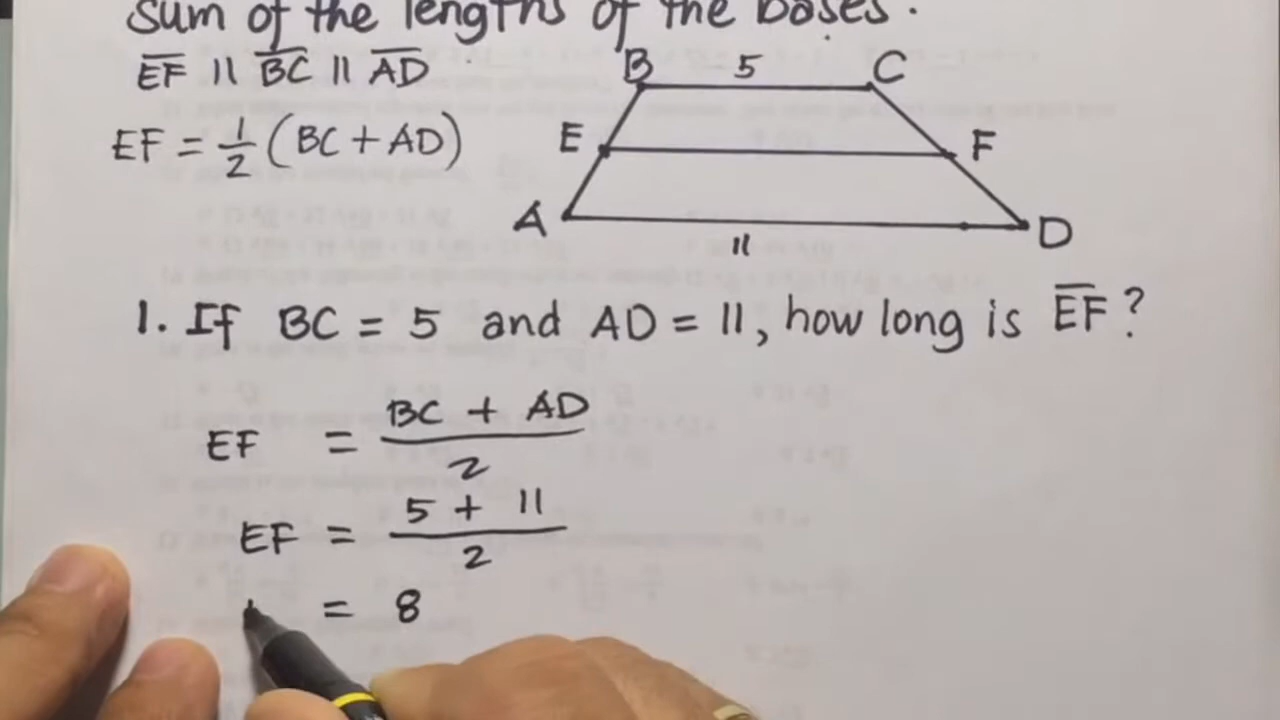 Sum of the lengths of the bases.
EF || BC || AD
EF = 1/2 (BC + AD)
B 5 C
E F
A D
11
1. If BC = 5 and AD = 11, how long is EF?
EF = BC + AD / 2
EF = 5 + 11 / 2
= 8